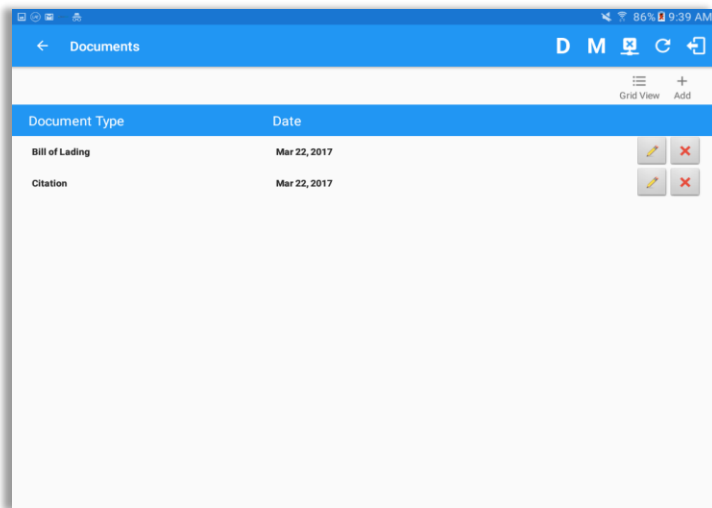 86% 9:39 AM
Documents D M
Grid View Add
Document Type Date
Bill of Lading Mar 22, 2017
Citation Mar 22, 2017